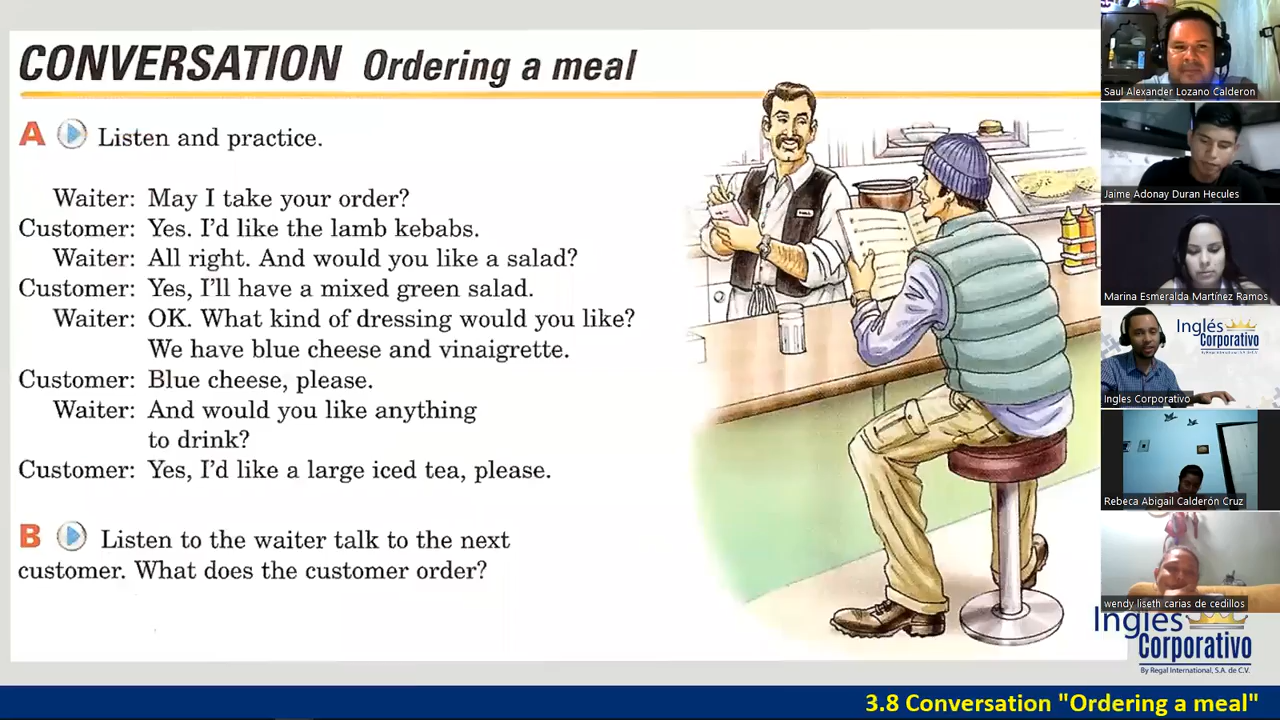 CONVERSATION Ordering a meal
A Listen and practice.
Waiter: May I take your order?
Customer: Yes. I'd like the lamb kebabs.
Waiter: All right. And would you like a salad?
Customer: Yes, I'll have a mixed green salad.
Waiter: OK. What kind of dressing would you like?
We have blue cheese and vinaigrette.
Customer: Blue cheese, please.
Waiter: And would you like anything
to drink?
Customer: Yes, I'd like a large iced tea, please.
B Listen to the waiter talk to the next
customer. What does the customer order?
Saul Alexander Lozano Calderon
Jaime Adonay Duran Hecules
Marina Esmeralda Martínez Ramos
Inglés
Corporativo
By Regal International, S.A. de C.V.
Ingles Corporativo
Rebeca Abigail Calderón Cruz
wendy liseth carias de cedillos
Inglés
Corporativo
By Regal International, S.A. de C.V.
3.8 Conversation "Ordering a meal"